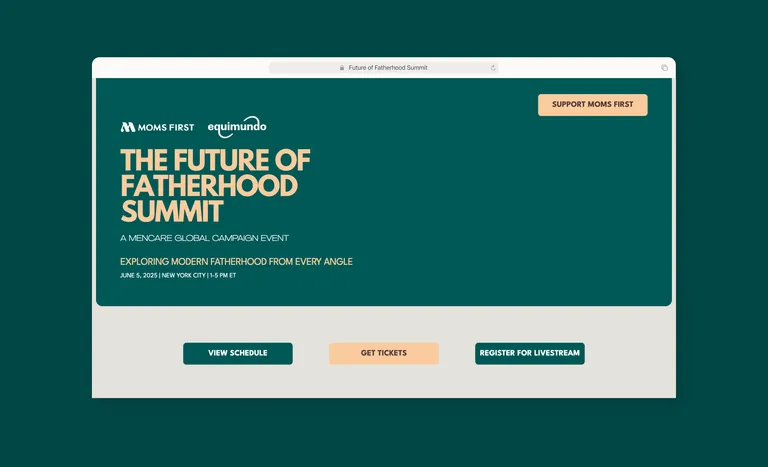 Future of Fatherhood Summit
SUPPORT MOMS FIRST
MOMS FIRST equimundo
THE FUTURE OF
FATHERHOOD
SUMMIT
A MENCARE GLOBAL CAMPAIGN EVENT
EXPLORING MODERN FATHERHOOD FROM EVERY ANGLE
JUNE 5, 2025 | NEW YORK CITY | 1-5 PM ET
VIEW SCHEDULE
GET TICKETS
REGISTER FOR LIVESTREAM